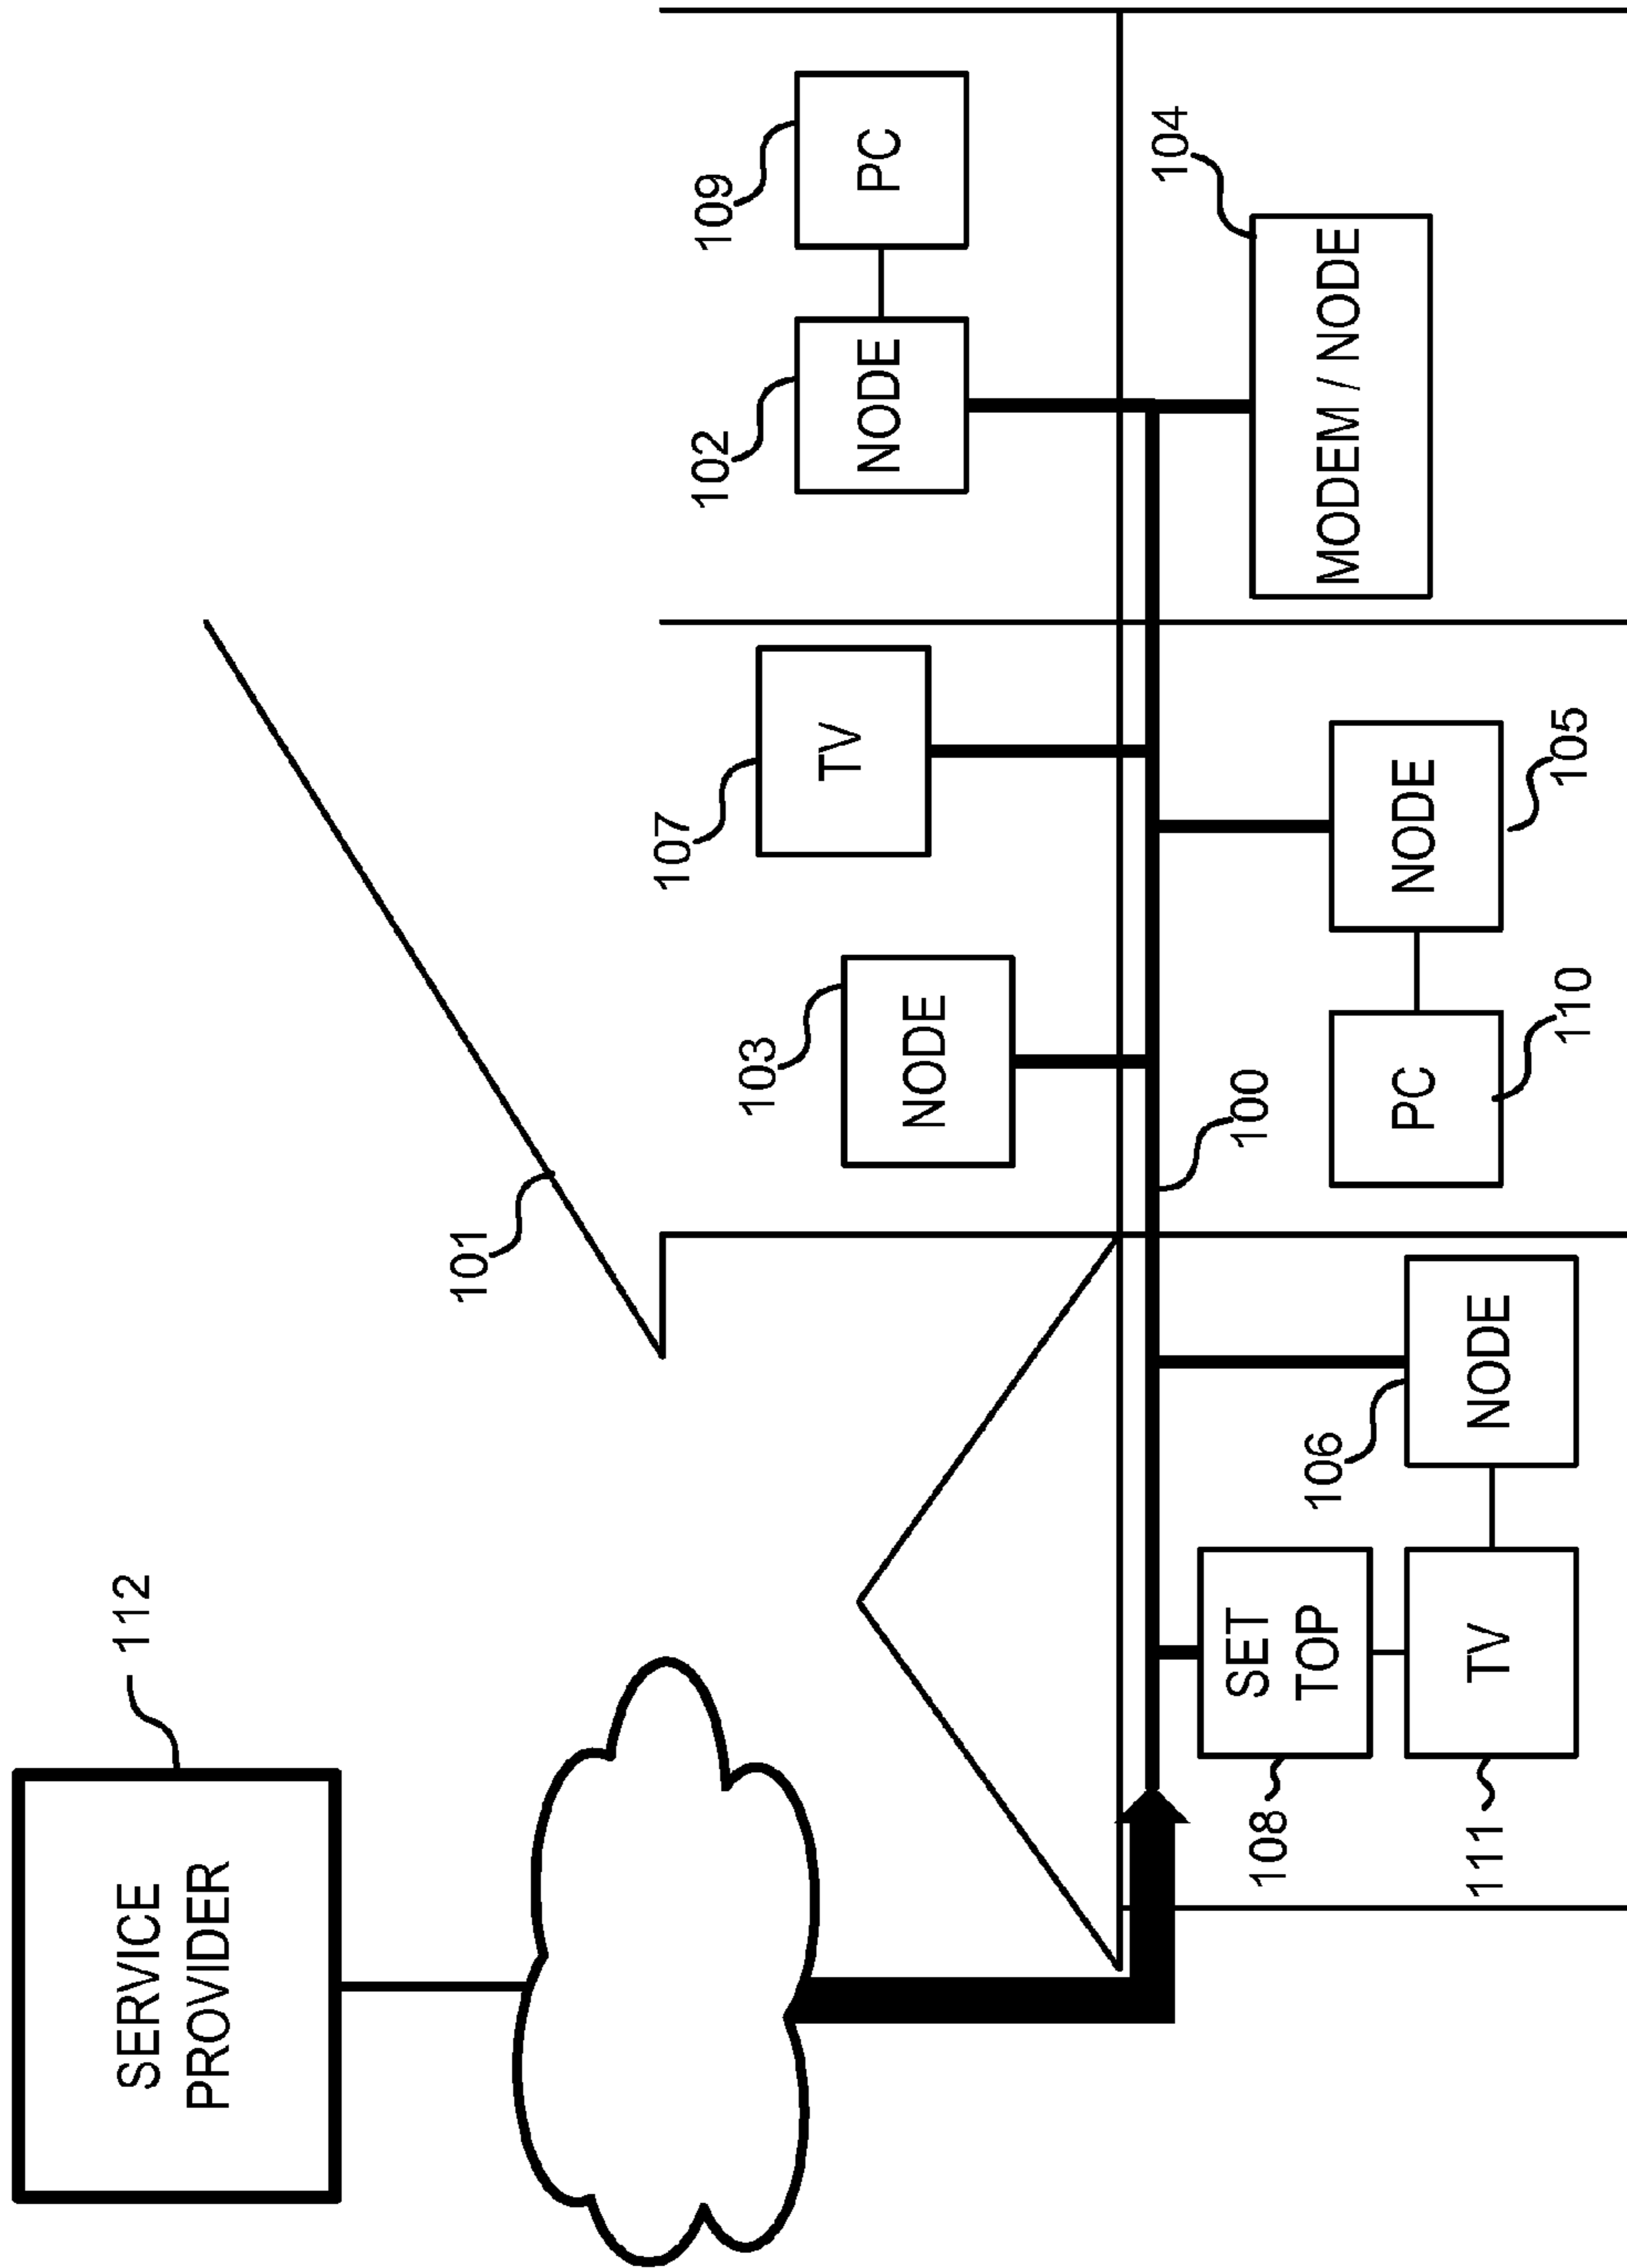 112
SERVICE
PROVIDER
101
109
PC
102
NODE
107
TV
103
NODE
104
MODEM / NODE
100
105
NODE
110
PC
106
NODE
108
SET
TOP
111
TV